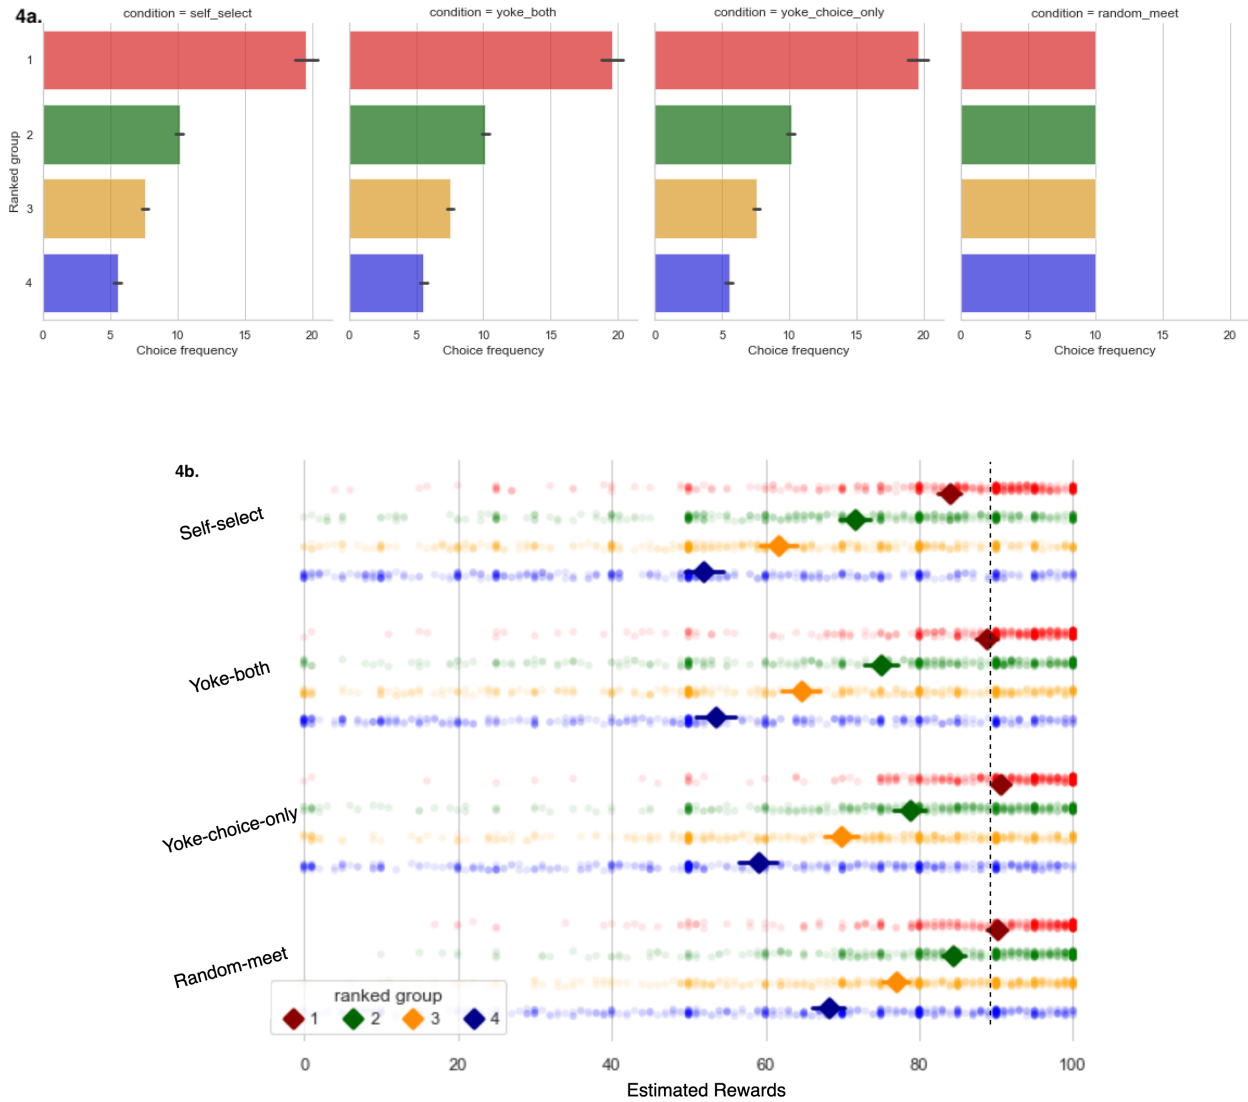 4a.
condition = self_select
condition = yoke_both
condition = yoke_choice_only
condition = random_meet
Ranked group
1
2
3
4
0 5 10 15 20
0 5 10 15 20
0 5 10 15 20
0 5 10 15 20
Choice frequency
Choice frequency
Choice frequency
Choice frequency
4b.
Self-select
Yoke-both
Yoke-choice-only
Random-meet
ranked group
1 2 3 4
0 20 40 60 80 100
Estimated Rewards